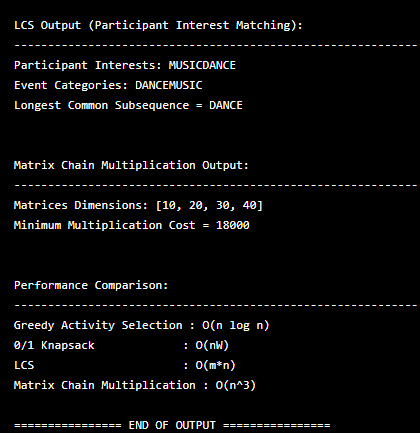 LCS Output (Participant Interest Matching):
------------------------------------------------------------
Participant Interests: MUSICDANCE
Event Categories: DANCEMUSIC
Longest Common Subsequence = DANCE
Matrix Chain Multiplication Output:
------------------------------------------------------------
Matrices Dimensions: [10, 20, 30, 40]
Minimum Multiplication Cost = 18000
Performance Comparison:
------------------------------------------------------------
Greedy Activity Selection : O(n log n)
0/1 Knapsack             : O(nW)
LCS                      : O(m*n)
Matrix Chain Multiplication : O(n^3)
================ END OF OUTPUT ================